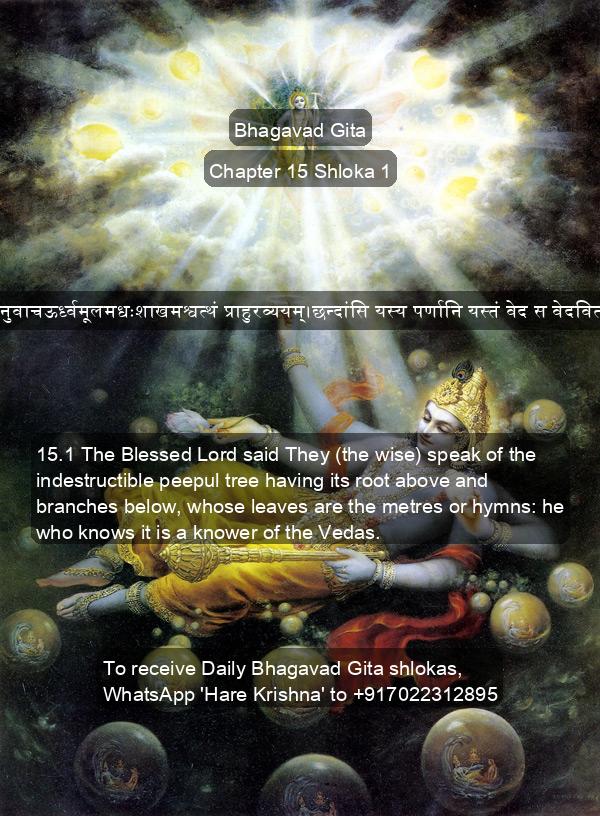 Bhagavad Gita
Chapter 15 Shloka 1
नुवाचऊर्ध्वमूलमधःशाखमश्वत्थं प्राहुरव्ययम्।छन्दांसि यस्य पर्णानि यस्तं वेद स वेदवित
15.1 The Blessed Lord said They (the wise) speak of the
indestructible peepul tree having its root above and
branches below, whose leaves are the metres or hymns: he
who knows it is a knower of the Vedas.
To receive Daily Bhagavad Gita shlokas,
WhatsApp 'Hare Krishna' to +917022312895